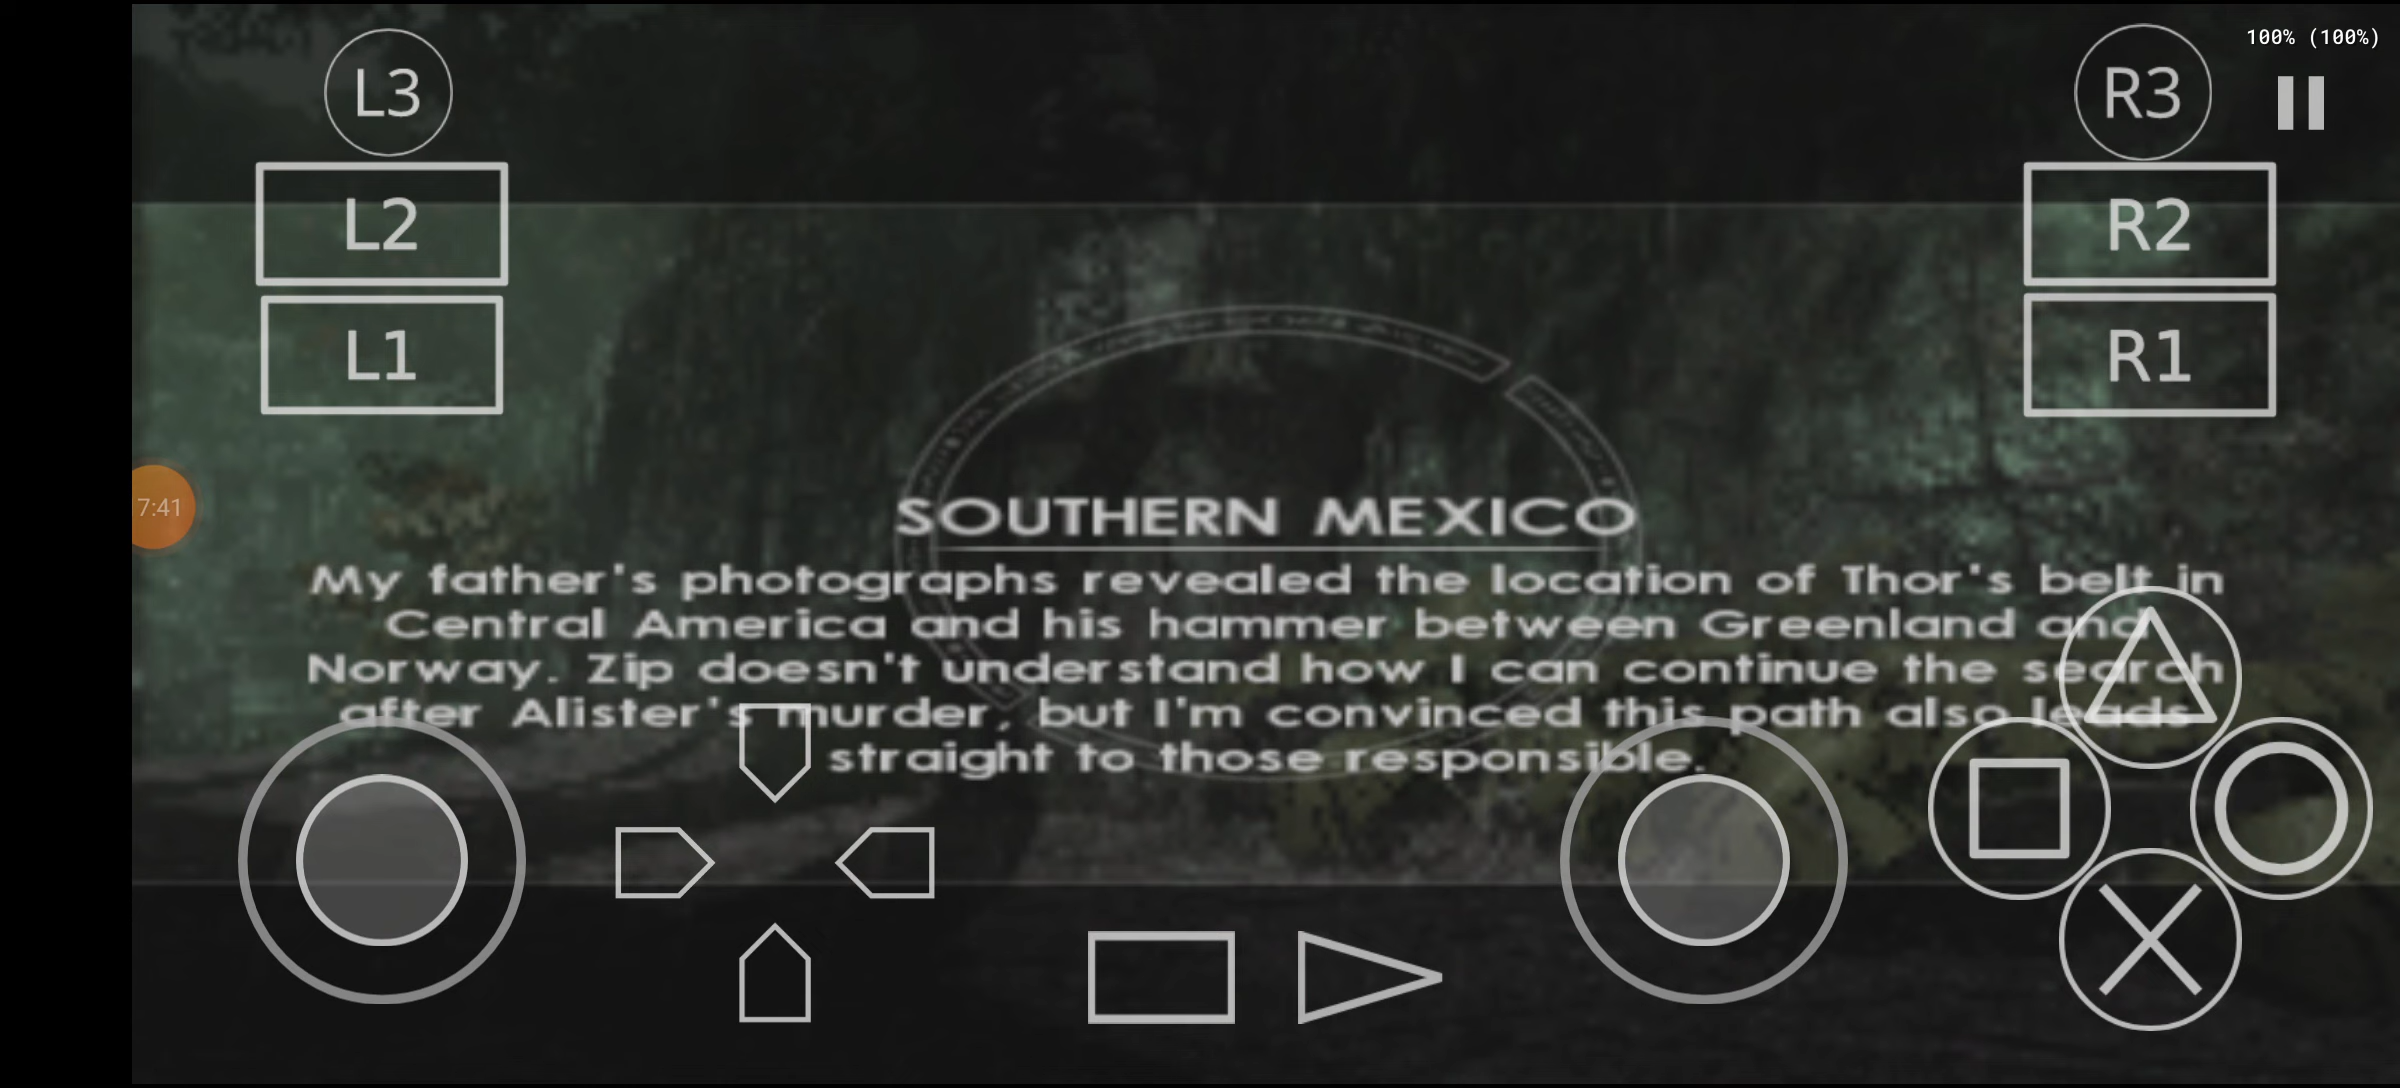 100% (100%)
L3
R3
L2
R2
L1
R1
7:41
SOUTHERN MEXICO
My father's photographs revealed the location of Thor's belt in
Central America and his hammer between Greenland and
Norway. Zip doesn't understand how I can continue the search
after Alister's murder, but I'm convinced this path also leads
straight to those responsible.